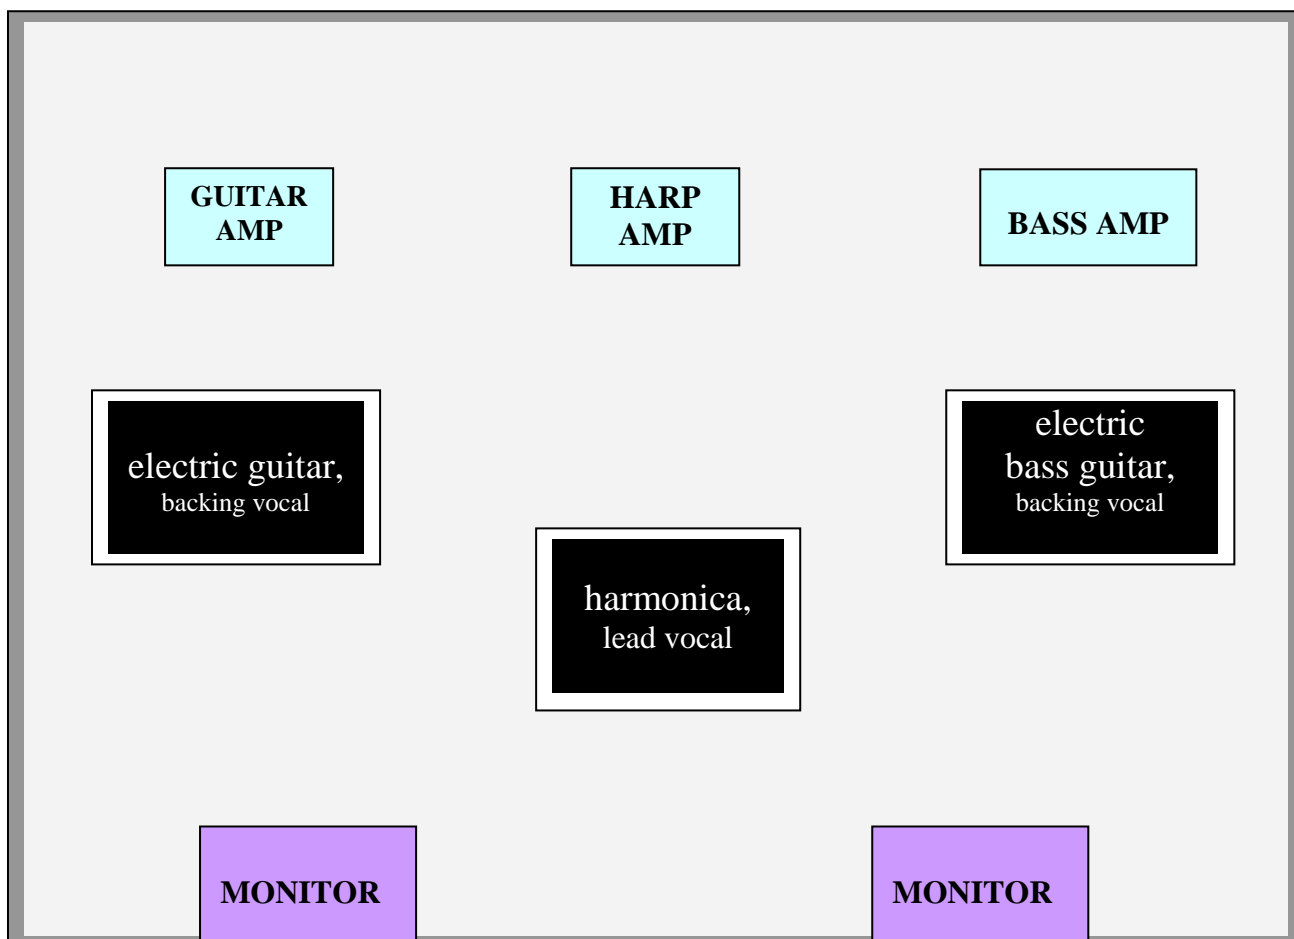 GUITAR
AMP
HARP
AMP
BASS AMP
electric guitar,
backing vocal
electric
bass guitar,
backing vocal
harmonica,
lead vocal
MONITOR
MONITOR